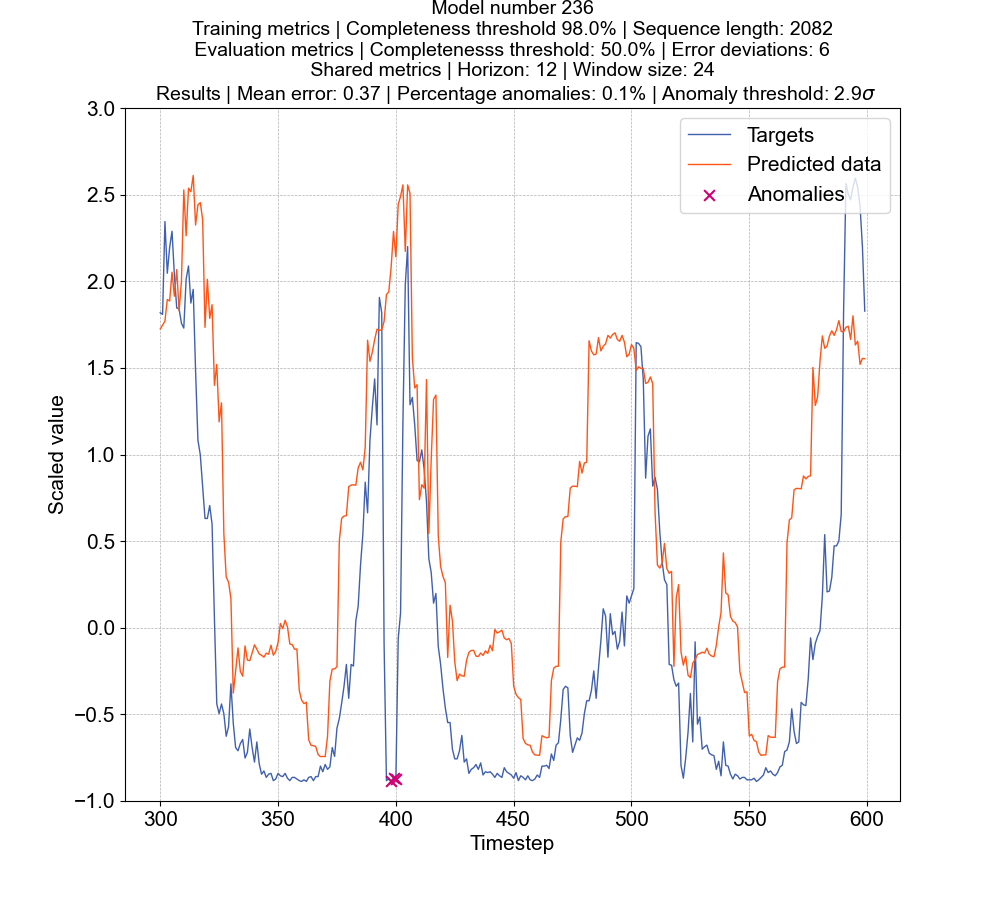 Model number 236
Training metrics | Completeness threshold 98.0% | Sequence length: 2082
Evaluation metrics | Completenesss threshold: 50.0% | Error deviations: 6
Shared metrics | Horizon: 12 | Window size: 24
Results | Mean error: 0.37 | Percentage anomalies: 0.1% | Anomaly threshold: 2.9σ
3.0
2.5
2.0
1.5
1.0
0.5
0.0
−0.5
−1.0
Scaled value
Targets
Predicted data
Anomalies
300 350 400 450 500 550 600
Timestep